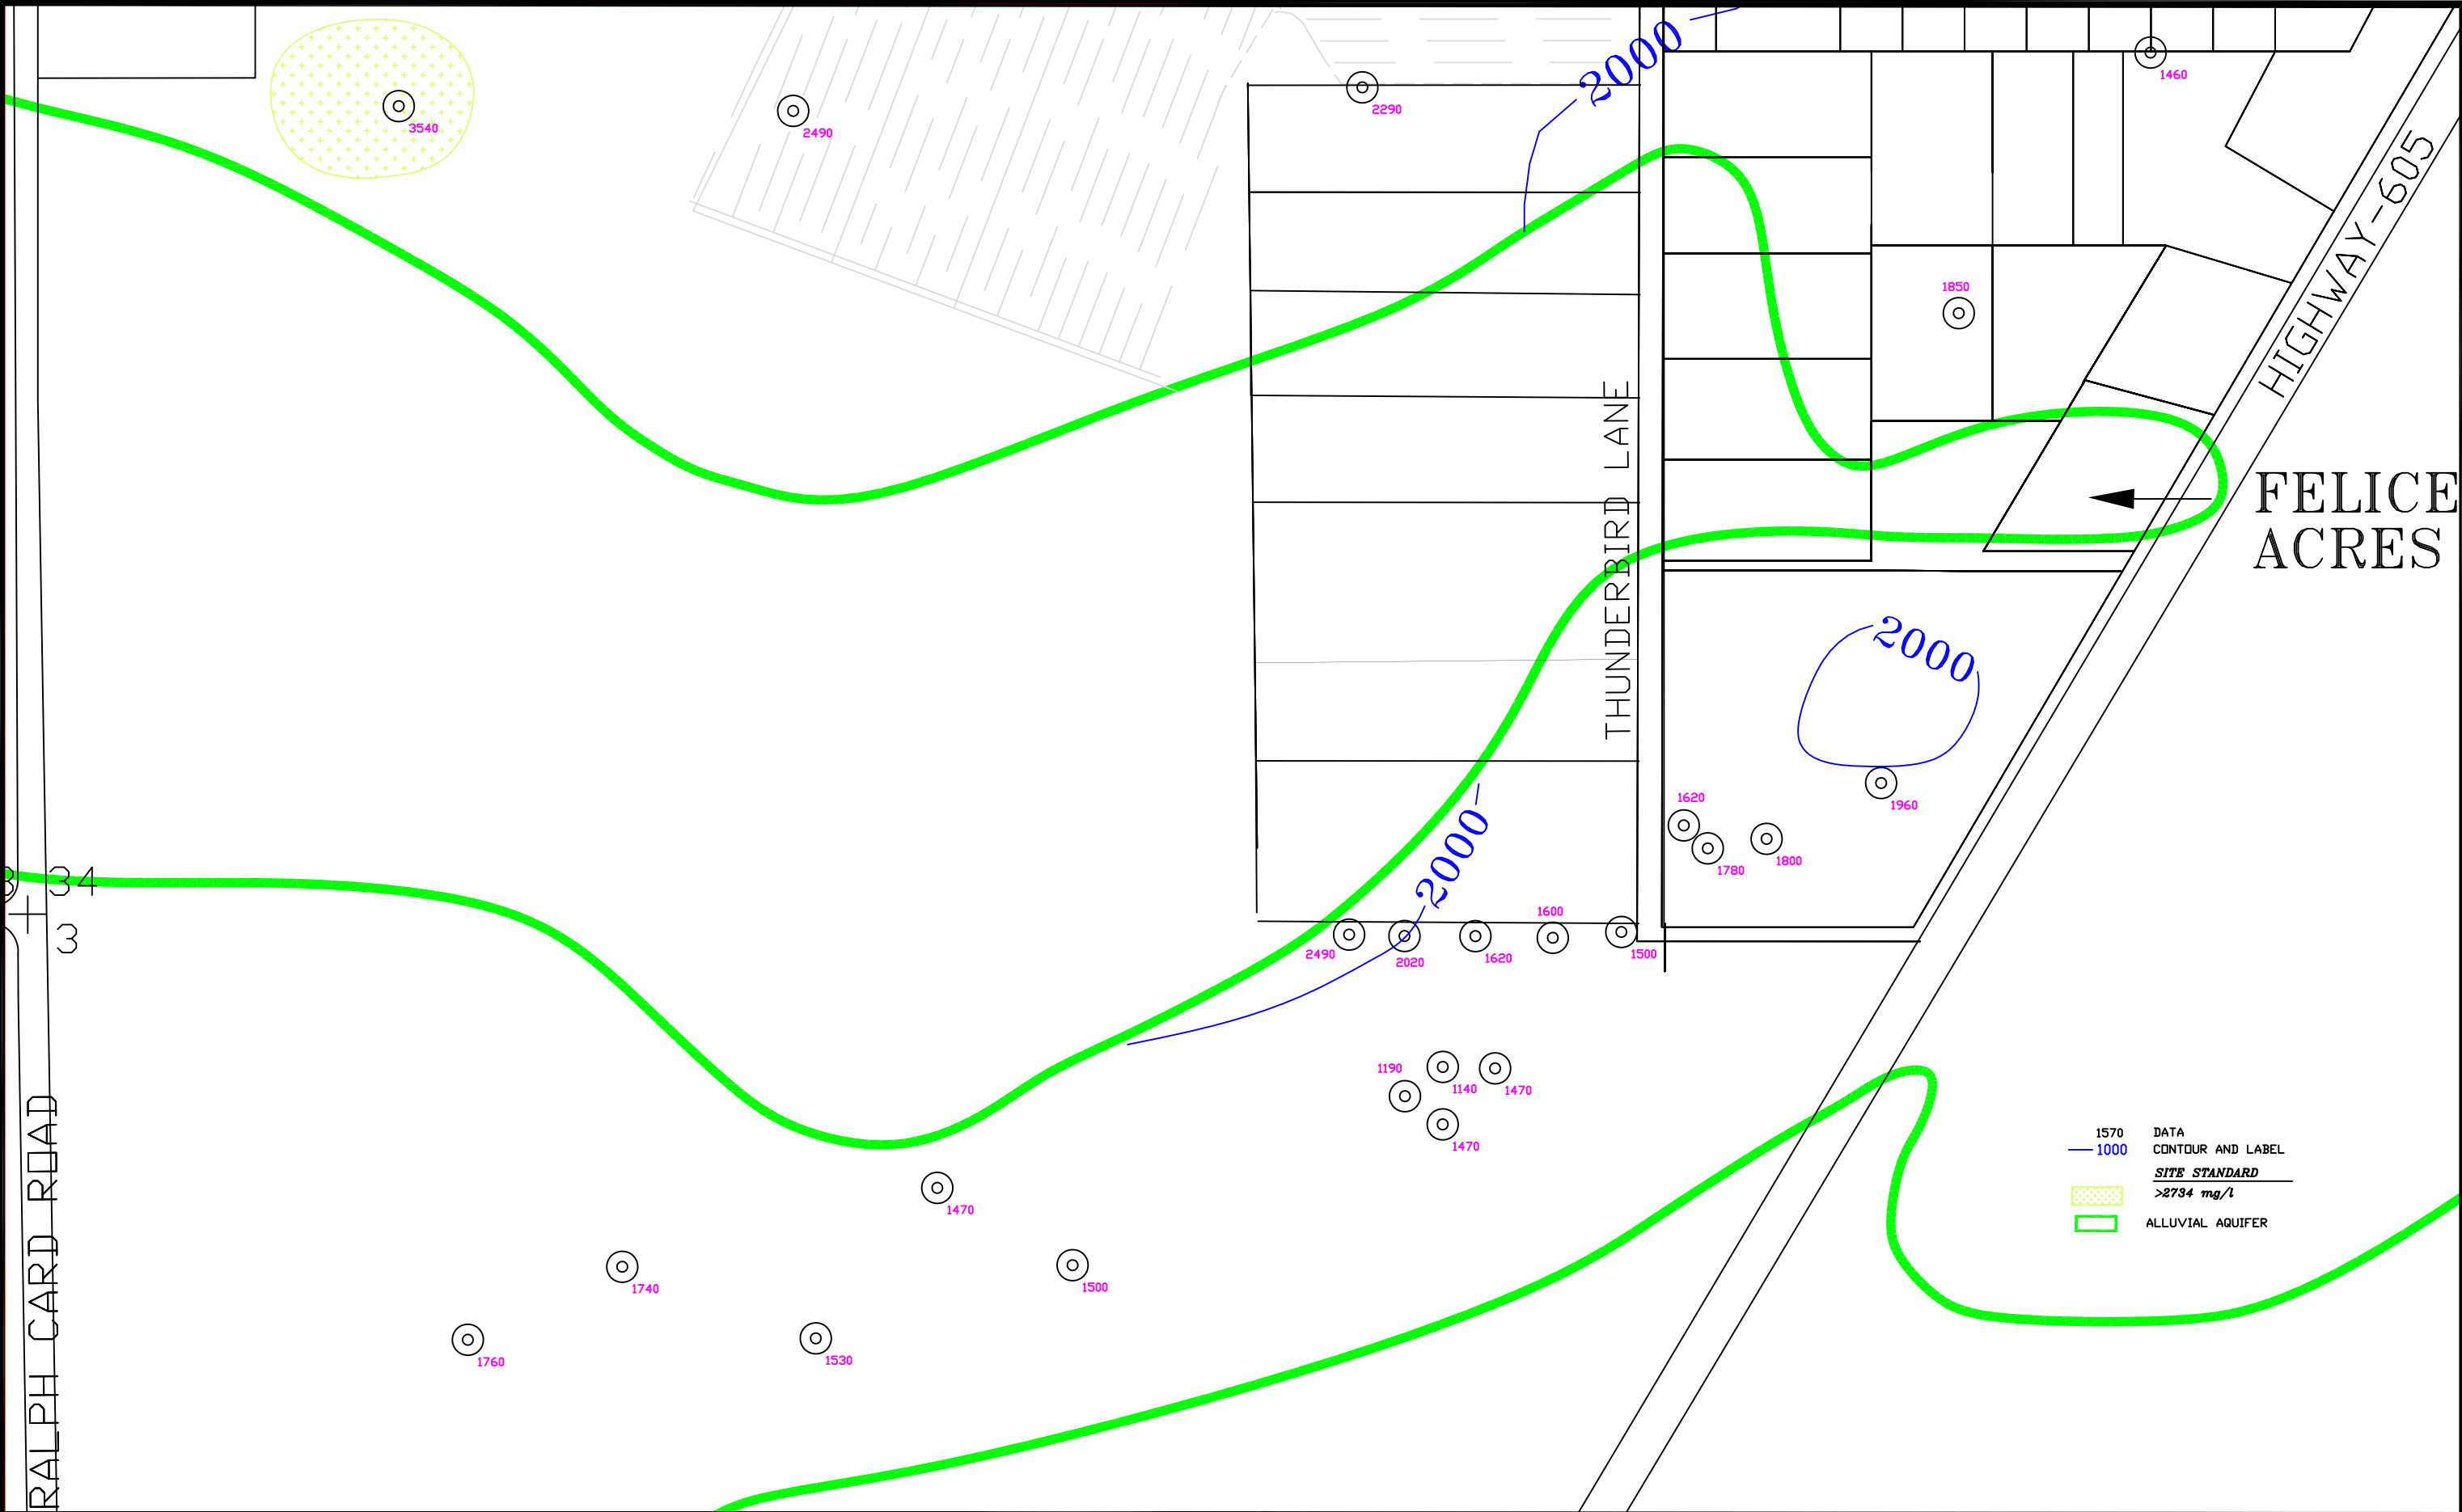 2000
1460
3540
2490
2290
HIGHWAY-605
1850
THUNDERBIRD LANE
FELICE
ACRES
2000
1960
1620
1780
1800
2000
34
3
3
1600
2490
2020
1620
1500
1190
1140
1470
1470
RALPH CARD ROAD
1470
1740
1500
1760
1530
1570 DATA
1000 CONTOUR AND LABEL
SITE STANDARD
>2734 mg/l
ALLUVIAL AQUIFER